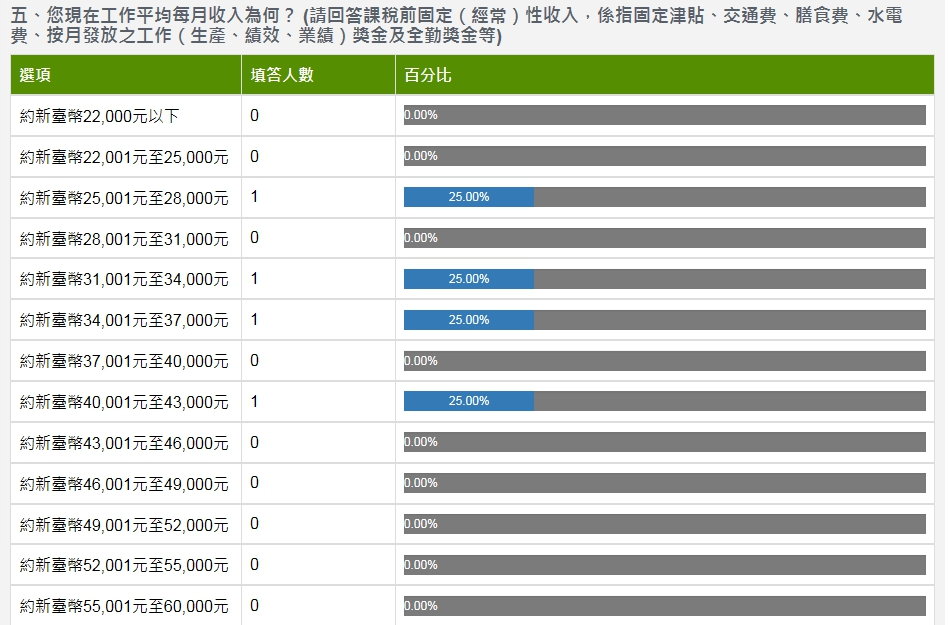 五、您現在工作平均每月收入為何？ (請回答課稅前固定（經常）性收入，係指固定津貼、交通費、膳食費、水電
費、按月發放之工作（生產、績效、業績）獎金及全勤獎金等)
選項 填答人數 百分比
約新臺幣22,000元以下 0 0.00%
約新臺幣22,001元至25,000元 0 0.00%
約新臺幣25,001元至28,000元 1 25.00%
約新臺幣28,001元至31,000元 0 0.00%
約新臺幣31,001元至34,000元 1 25.00%
約新臺幣34,001元至37,000元 1 25.00%
約新臺幣37,001元至40,000元 0 0.00%
約新臺幣40,001元至43,000元 1 25.00%
約新臺幣43,001元至46,000元 0 0.00%
約新臺幣46,001元至49,000元 0 0.00%
約新臺幣49,001元至52,000元 0 0.00%
約新臺幣52,001元至55,000元 0 0.00%
約新臺幣55,001元至60,000元 0 0.00%